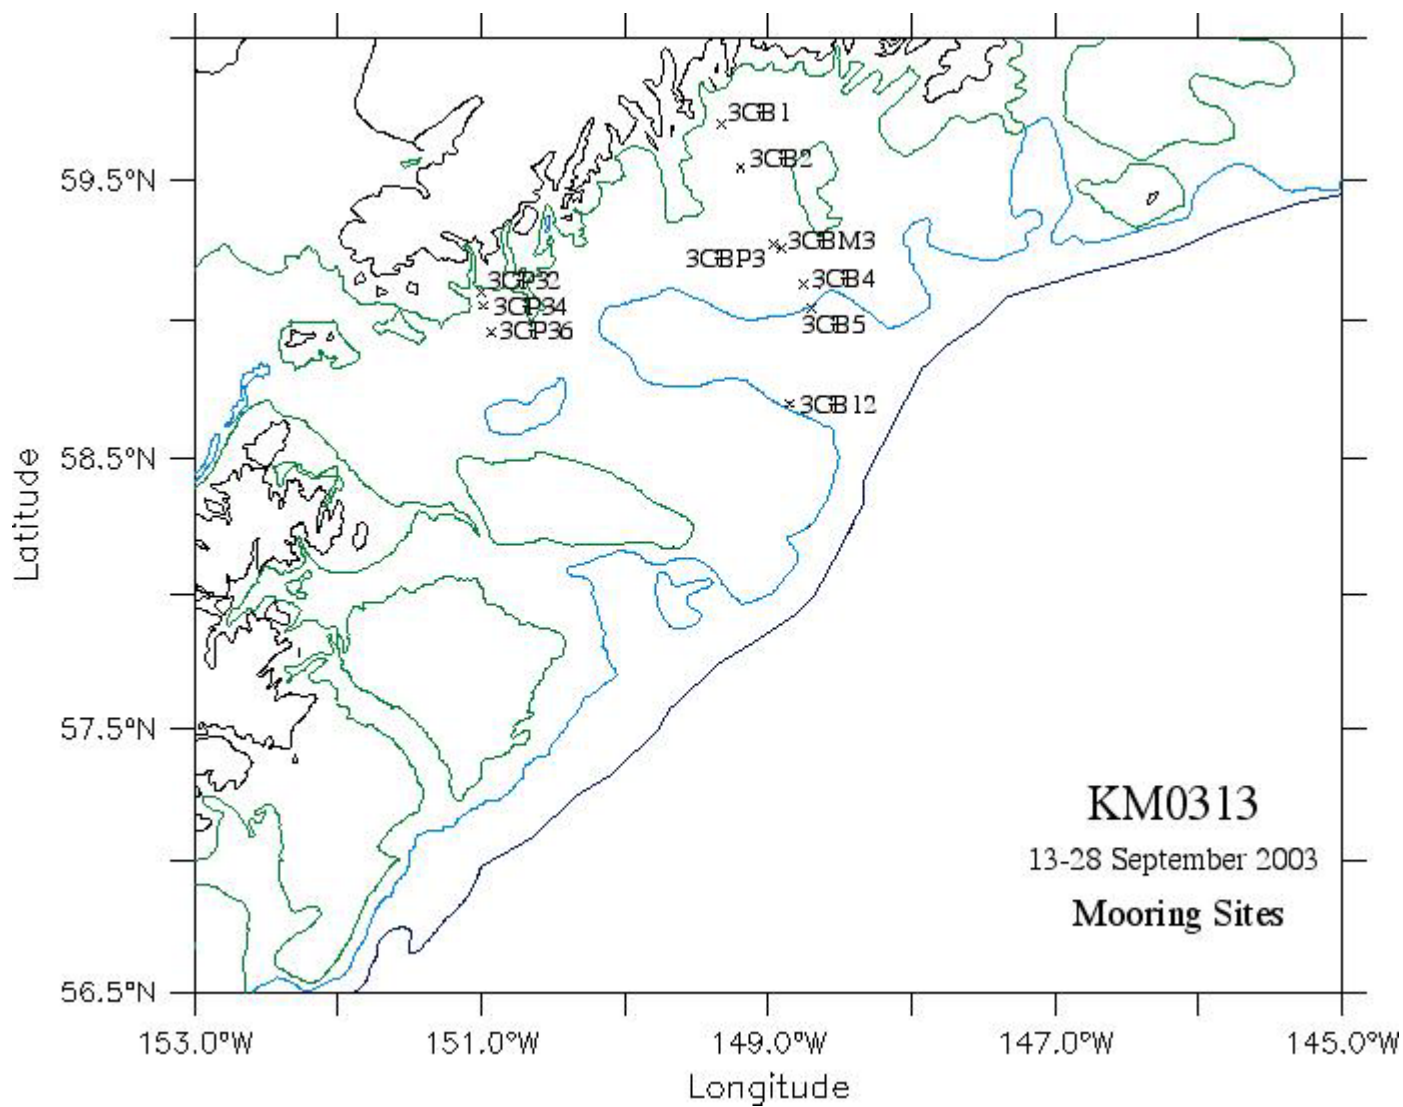 3GB1
3GB2
59.5°N
3GBM3
3GBP3
3GB4
3GP32
3GP34
3GB5
3GP36
3GB12
58.5°N
Latitude
57.5°N
KM0313
13-28 September 2003
Mooring Sites
56.5°N
153.0°W
151.0°W
149.0°W
147.0°W
145.0°W
Longitude